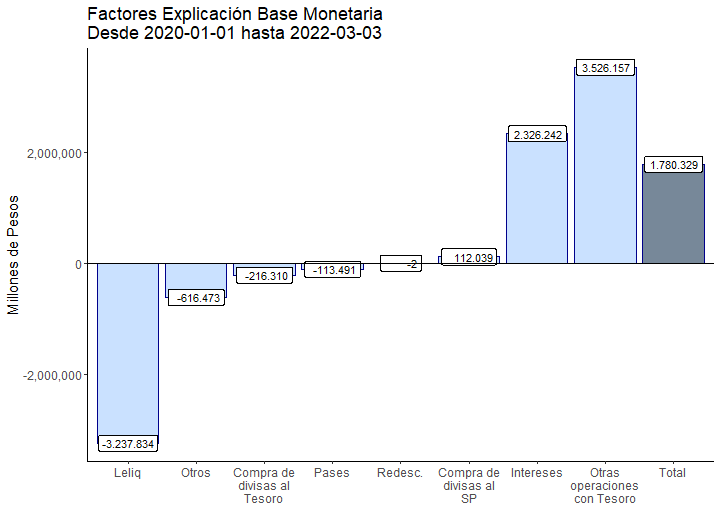 Factores Explicación Base Monetaria
Desde 2020-01-01 hasta 2022-03-03
Millones de Pesos
2,000,000
0
-2,000,000
-3.237.834
-616.473
-216.310
-113.491
-2
112.039
2.326.242
3.526.157
1.780.329
Leliq
Otros
Compra de
divisas al
Tesoro
Pases
Redesc.
Compra de
divisas al
SP
Intereses
Otras
operaciones
con Tesoro
Total